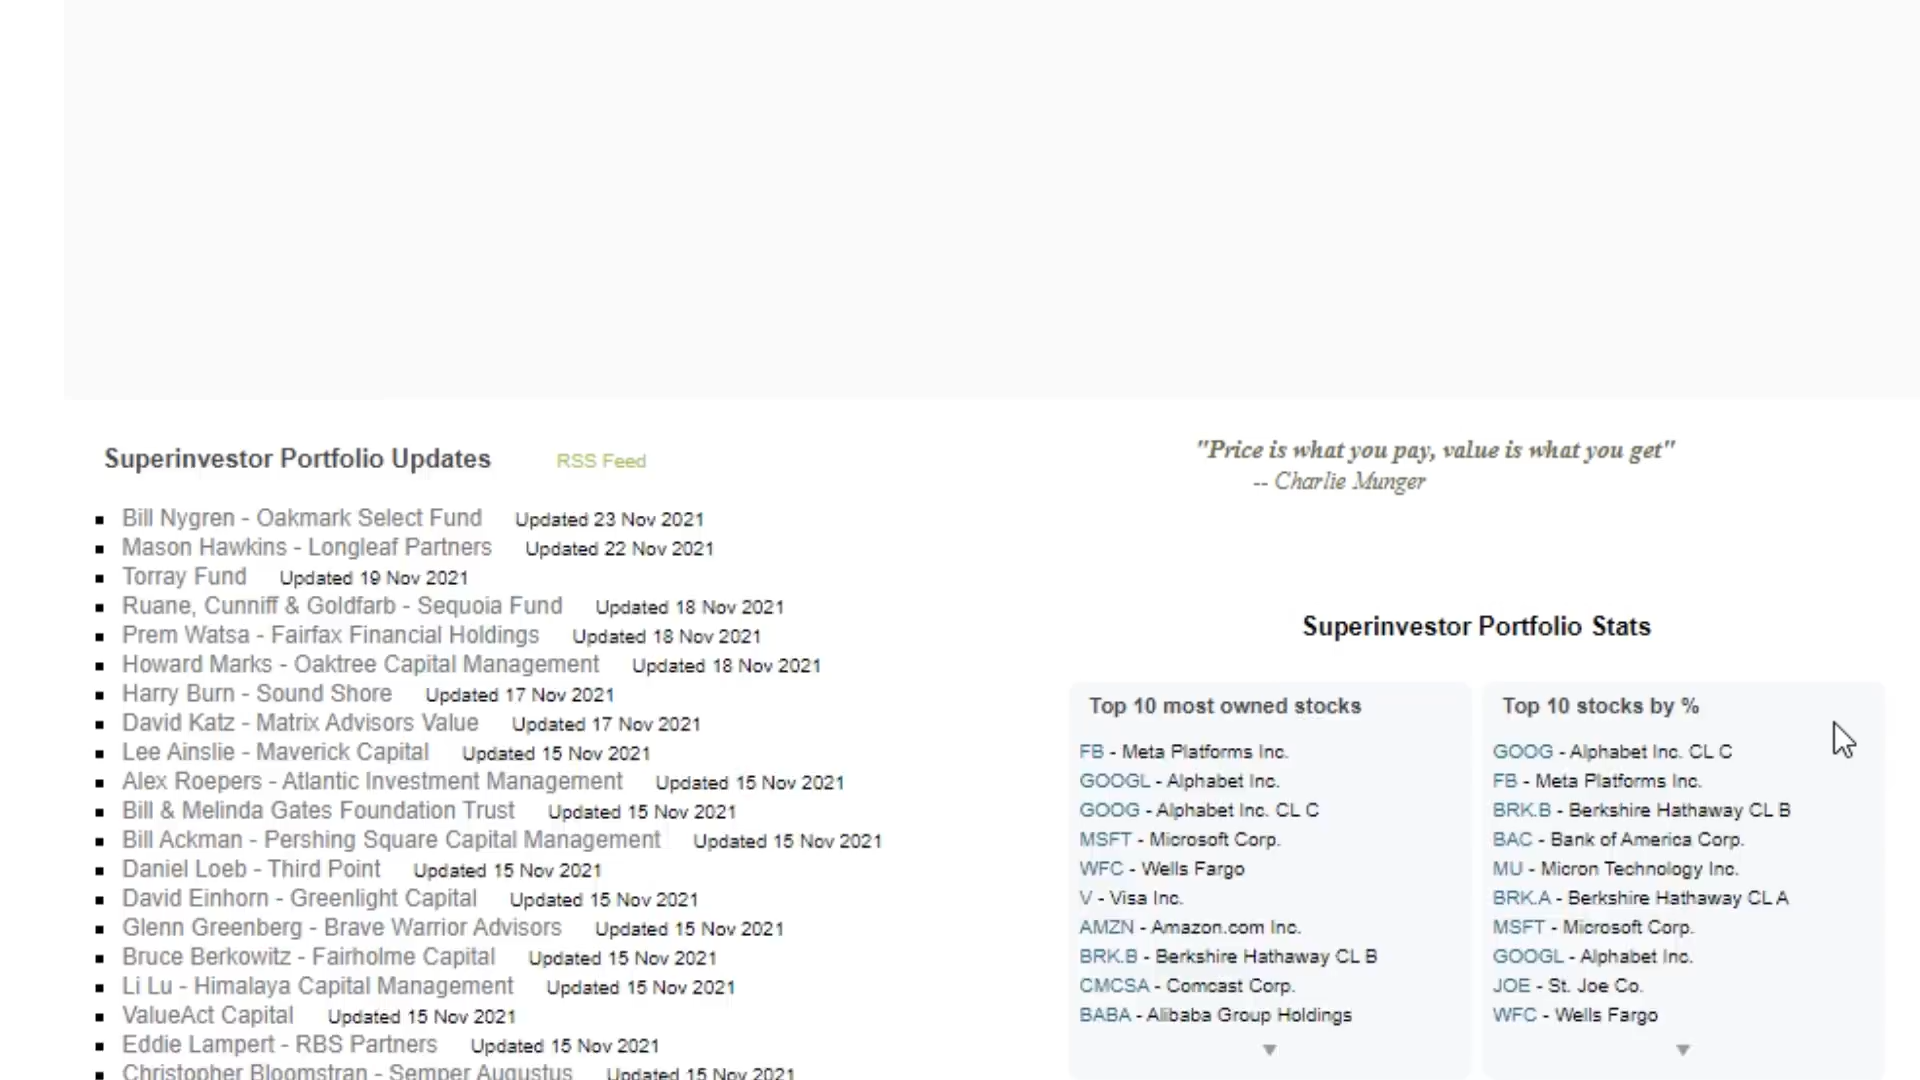 Superinvestor Portfolio Updates RSS Feed
Bill Nygren - Oakmark Select Fund Updated 23 Nov 2021
Mason Hawkins - Longleaf Partners Updated 22 Nov 2021
Torray Fund Updated 19 Nov 2021
Ruane, Cunniff & Goldfarb - Sequoia Fund Updated 18 Nov 2021
Prem Watsa - Fairfax Financial Holdings Updated 18 Nov 2021
Howard Marks - Oaktree Capital Management Updated 18 Nov 2021
Harry Burn - Sound Shore Updated 17 Nov 2021
David Katz - Matrix Advisors Value Updated 17 Nov 2021
Lee Ainslie - Maverick Capital Updated 15 Nov 2021
Alex Roepers - Atlantic Investment Management Updated 15 Nov 2021
Bill & Melinda Gates Foundation Trust Updated 15 Nov 2021
Bill Ackman - Pershing Square Capital Management Updated 15 Nov 2021
Daniel Loeb - Third Point Updated 15 Nov 2021
David Einhorn - Greenlight Capital Updated 15 Nov 2021
Glenn Greenberg - Brave Warrior Advisors Updated 15 Nov 2021
Bruce Berkowitz - Fairholme Capital Updated 15 Nov 2021
Li Lu - Himalaya Capital Management Updated 15 Nov 2021
ValueAct Capital Updated 15 Nov 2021
Eddie Lampert - RBS Partners Updated 15 Nov 2021
Christopher Bloomstran - Semper Augustus Updated 15 Nov 2021
"Price is what you pay, value is what you get"
-- Charlie Munger
Superinvestor Portfolio Stats
Top 10 most owned stocks
FB - Meta Platforms Inc.
GOOGL - Alphabet Inc.
GOOG - Alphabet Inc. CL C
MSFT - Microsoft Corp.
WFC - Wells Fargo
V - Visa Inc.
AMZN - Amazon.com Inc.
BRK.B - Berkshire Hathaway CL B
CMCSA - Comcast Corp.
BABA - Alibaba Group Holdings
Top 10 stocks by %
GOOG - Alphabet Inc. CL C
FB - Meta Platforms Inc.
BRK.B - Berkshire Hathaway CL B
BAC - Bank of America Corp.
MU - Micron Technology Inc.
BRK.A - Berkshire Hathaway CL A
MSFT - Microsoft Corp.
GOOGL - Alphabet Inc.
JOE - St. Joe Co.
WFC - Wells Fargo